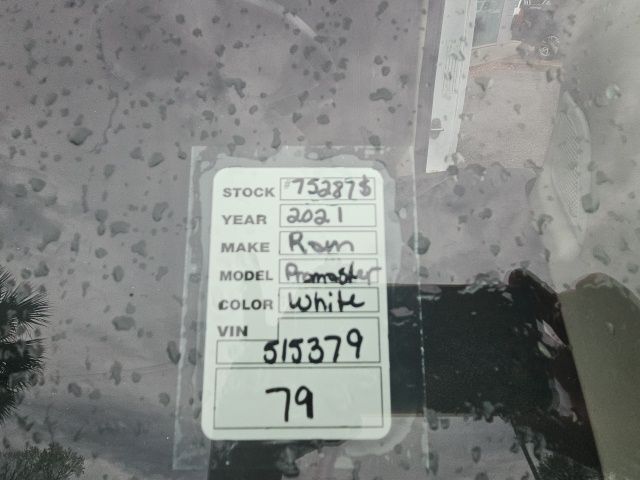 STOCK #75287$
YEAR 2021
MAKE Ram
MODEL Promaster
COLOR White
VIN
515379
79